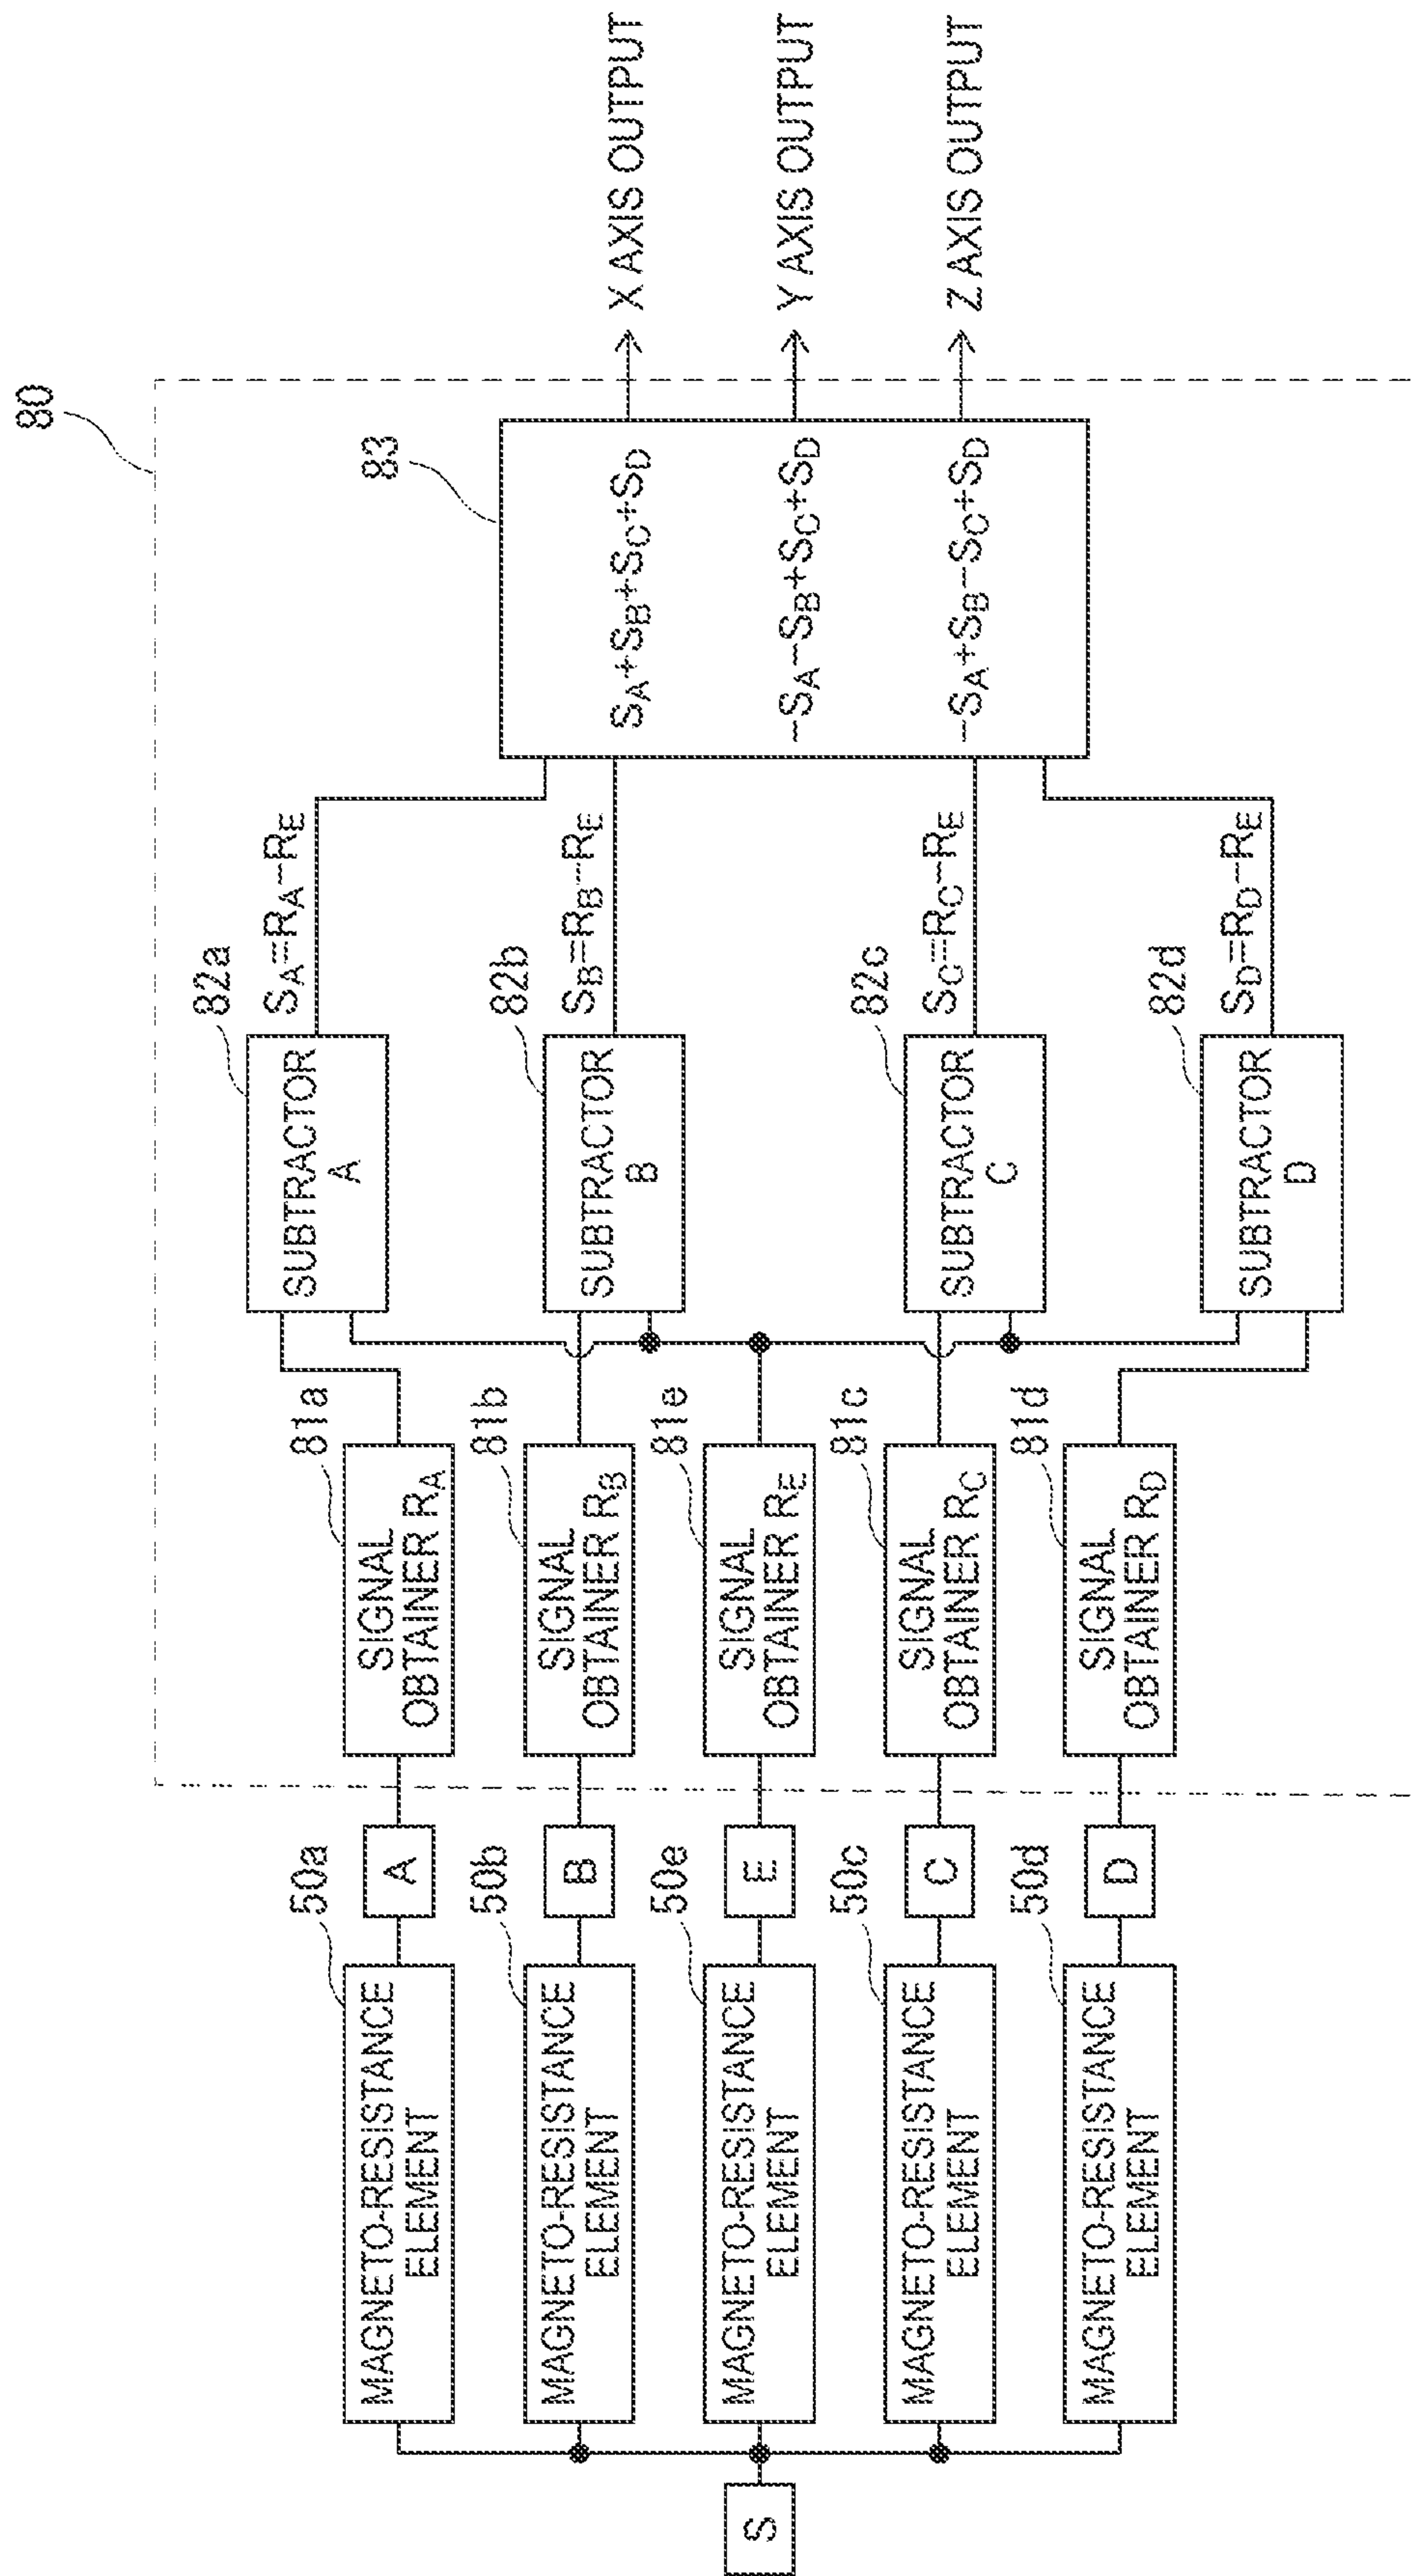 80
S
50a
MAGNETO-RESISTANCE
ELEMENT
A
81a
SIGNAL
OBTAINER RA
82a
SUBTRACTOR
A
SA=RA-RE
50b
MAGNETO-RESISTANCE
ELEMENT
B
81b
SIGNAL
OBTAINER RB
82b
SUBTRACTOR
B
SB=RB-RE
50e
MAGNETO-RESISTANCE
ELEMENT
E
81e
SIGNAL
OBTAINER RE
50c
MAGNETO-RESISTANCE
ELEMENT
C
81c
SIGNAL
OBTAINER RC
82c
SUBTRACTOR
C
SC=RC-RE
50d
MAGNETO-RESISTANCE
ELEMENT
D
81d
SIGNAL
OBTAINER RD
82d
SUBTRACTOR
D
SD=RD-RE
83
SA+SB+SC+SD
-SA-SB+SC+SD
-SA+SB-SC+SD
X AXIS OUTPUT
Y AXIS OUTPUT
Z AXIS OUTPUT